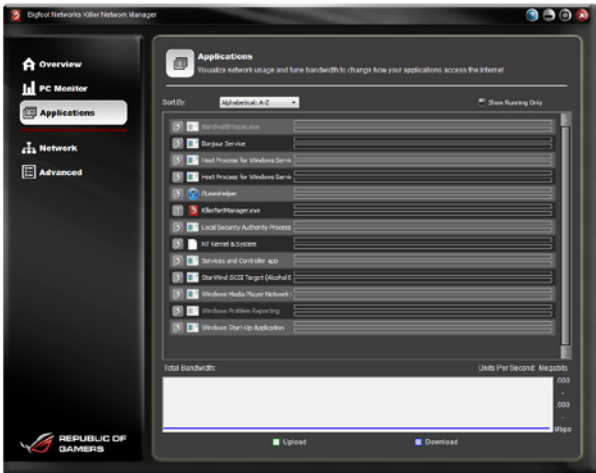 Bigfoot Networks Killer Network Manager
Overview
PC Monitor
Applications
Network
Advanced
Applications
Visualize network usage and tune bandwidth to change how your applications access the Internet
Sort By: Alphabetical: A-Z
Show Running Only
Bonjour Service
Host Process for Windows Servic
Host Process for Windows Servic
iTunesHelper
KillerNetManager.exe
Local Security Authority Process
NT Kernel & System
Services and Controller app
StarWind iSCSI Target (Alcohol E
Windows Media Player Network S
Windows Problem Reporting
Windows Start-Up Application
Total Bandwidth:
Units Per Second: Megabits
.000
.000
Mbps
Upload
Download
REPUBLIC OF
GAMERS